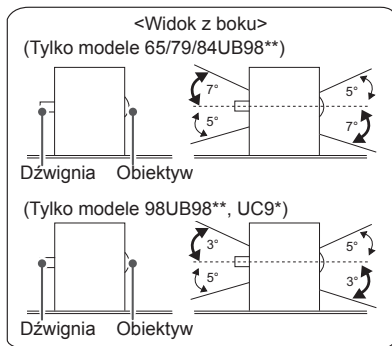 <Widok z boku>
(Tylko modele 65/79/84UB98**)
7° 5°
5° 7°
Dźwignia Obiektyw
(Tylko modele 98UB98**, UC9*)
3° 5°
5° 3°
Dźwignia Obiektyw